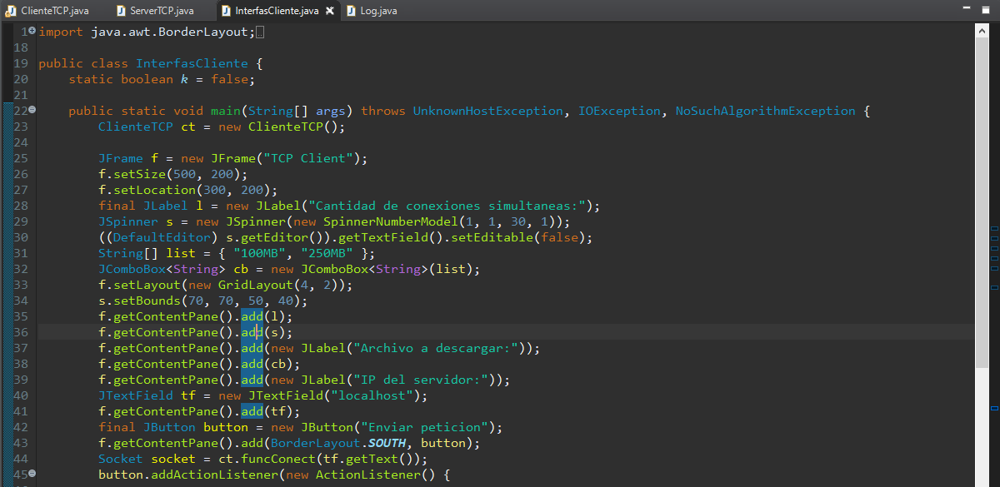 ClienteTCP.java ServerTCP.java InterfasCliente.java Log.java
1 import java.awt.BorderLayout;
18
19 public class InterfasCliente {
20 static boolean k = false;
21
22 public static void main(String[] args) throws UnknownHostException, IOException, NoSuchAlgorithmException {
23 ClienteTCP ct = new ClienteTCP();
24
25 JFrame f = new JFrame("TCP Client");
26 f.setSize(500, 200);
27 f.setLocation(300, 200);
28 final JLabel l = new JLabel("Cantidad de conexiones simultaneas:");
29 JSpinner s = new JSpinner(new SpinnerNumberModel(1, 1, 30, 1));
30 ((DefaultEditor) s.getEditor()).getTextField().setEditable(false);
31 String[] list = { "100MB", "250MB" };
32 JComboBox<String> cb = new JComboBox<String>(list);
33 f.setLayout(new GridLayout(4, 2));
34 s.setBounds(70, 70, 50, 40);
35 f.getContentPane().add(l);
36 f.getContentPane().add(s);
37 f.getContentPane().add(new JLabel("Archivo a descargar:"));
38 f.getContentPane().add(cb);
39 f.getContentPane().add(new JLabel("IP del servidor:"));
40 JTextField tf = new JTextField("localhost");
41 f.getContentPane().add(tf);
42 final JButton button = new JButton("Enviar peticion");
43 f.getContentPane().add(BorderLayout.SOUTH, button);
44 Socket socket = ct.funcConect(tf.getText());
45 button.addActionListener(new ActionListener() {